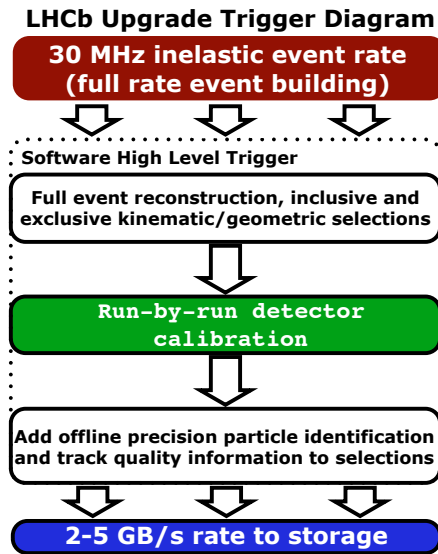 LHCb Upgrade Trigger Diagram
30 MHz inelastic event rate
(full rate event building)
Software High Level Trigger
Full event reconstruction, inclusive and
exclusive kinematic/geometric selections
Run-by-run detector
calibration
Add offline precision particle identification
and track quality information to selections
2-5 GB/s rate to storage